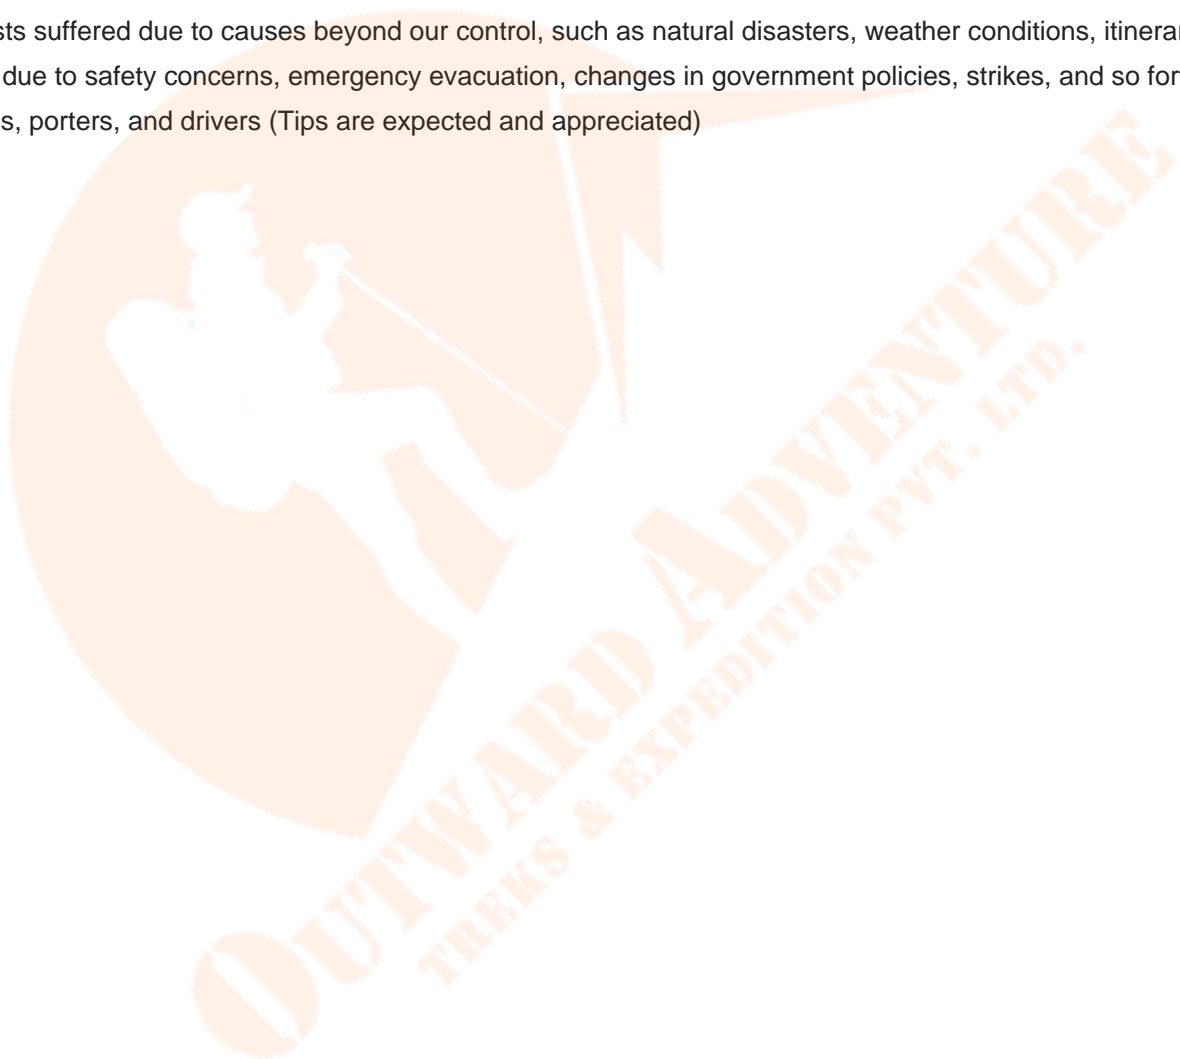 sts suffered due to causes beyond our control, such as natural disasters, weather conditions, itinerar
due to safety concerns, emergency evacuation, changes in government policies, strikes, and so for
s, porters, and drivers (Tips are expected and appreciated)
OUTWARD ADVENTURE
TREKS & EXPEDITION PVT. LTD.